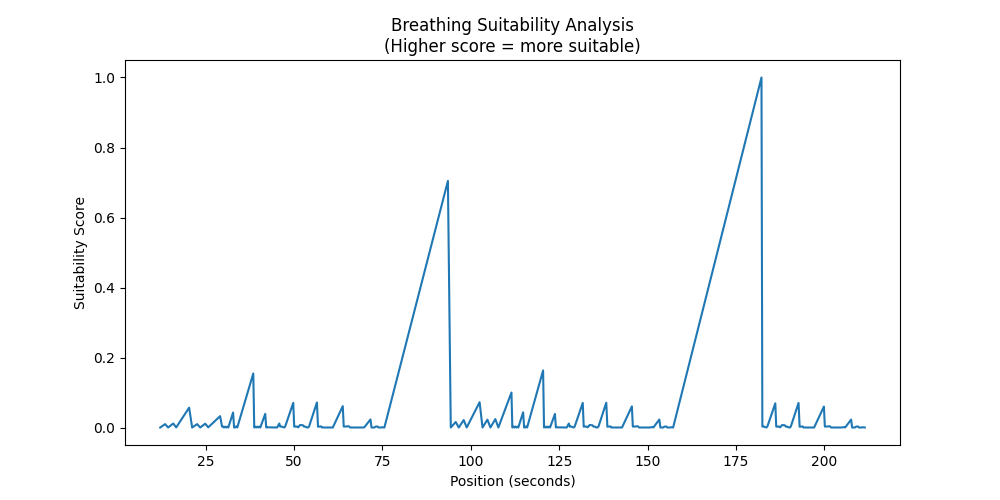 Breathing Suitability Analysis
(Higher score = more suitable)
1.0
0.8
0.6
0.4
0.2
0.0
Suitability Score
25 50 75 100 125 150 175 200
Position (seconds)